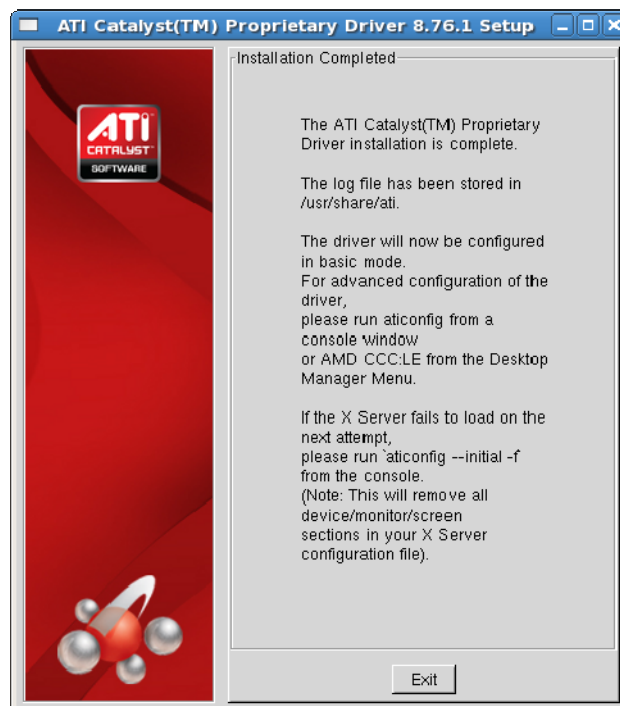 ATI Catalyst(TM) Proprietary Driver 8.76.1 Setup
Installation Completed
ATI
CATALYST
SOFTWARE
The ATI Catalyst(TM) Proprietary
Driver installation is complete.
The log file has been stored in
/usr/share/ati.
The driver will now be configured
in basic mode.
For advanced configuration of the
driver,
please run aticonfig from a
console window
or AMD CCC:LE from the Desktop
Manager Menu.
If the X Server fails to load on the
next attempt,
please run `aticonfig --initial -f`
from the console.
(Note: This will remove all
device/monitor/screen
sections in your X Server
configuration file).
Exit